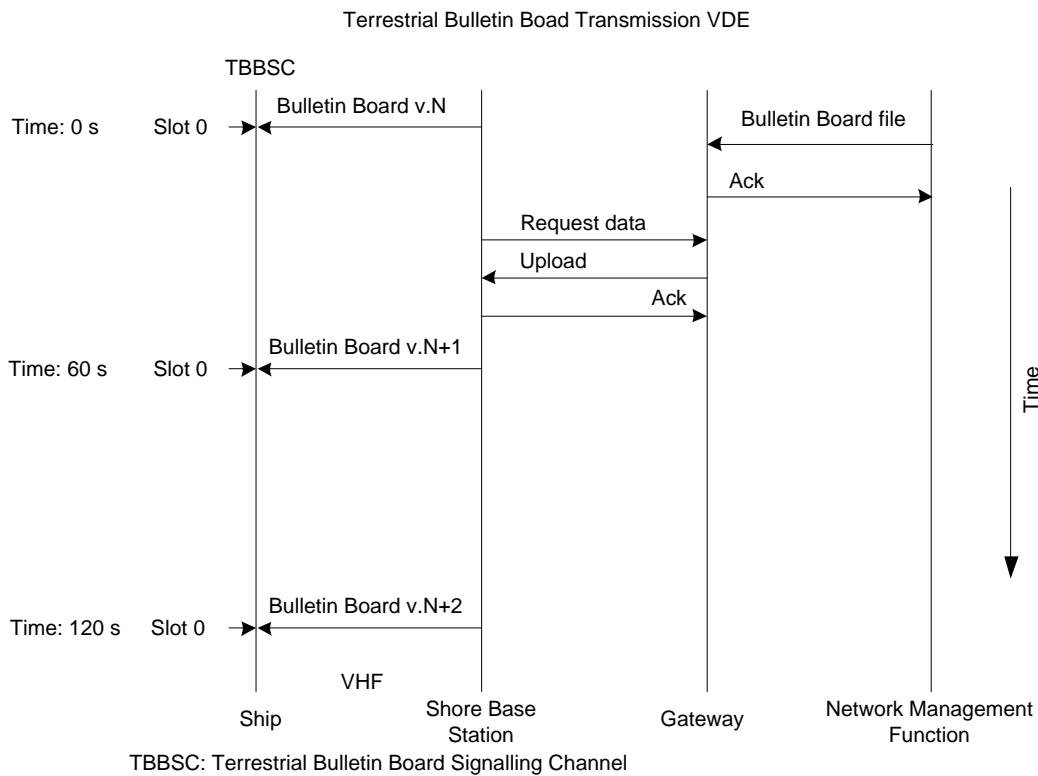 Terrestrial Bulletin Boad Transmission VDE
TBBSC
Bulletin Board v.N
Time: 0 s
Slot 0
Bulletin Board file
Ack
Request data
Upload
Ack
Bulletin Board v.N+1
Time: 60 s
Slot 0
Time
Bulletin Board v.N+2
Time: 120 s
Slot 0
VHF
Ship
Shore Base
Station
Gateway
Network Management
Function
TBBSC: Terrestrial Bulletin Board Signalling Channel